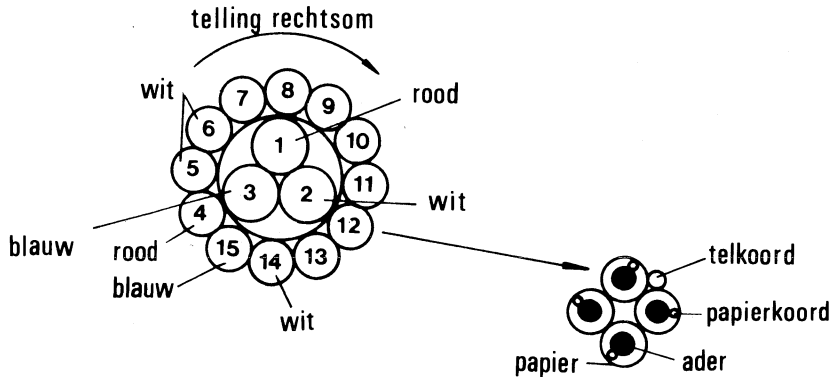 telling rechtsom
wit
rood
7
8
9
6
1
10
5
3
2
11
wit
4
12
blauw
rood
15
14
13
blauw
wit
telkoord
papierkoord
papier
ader